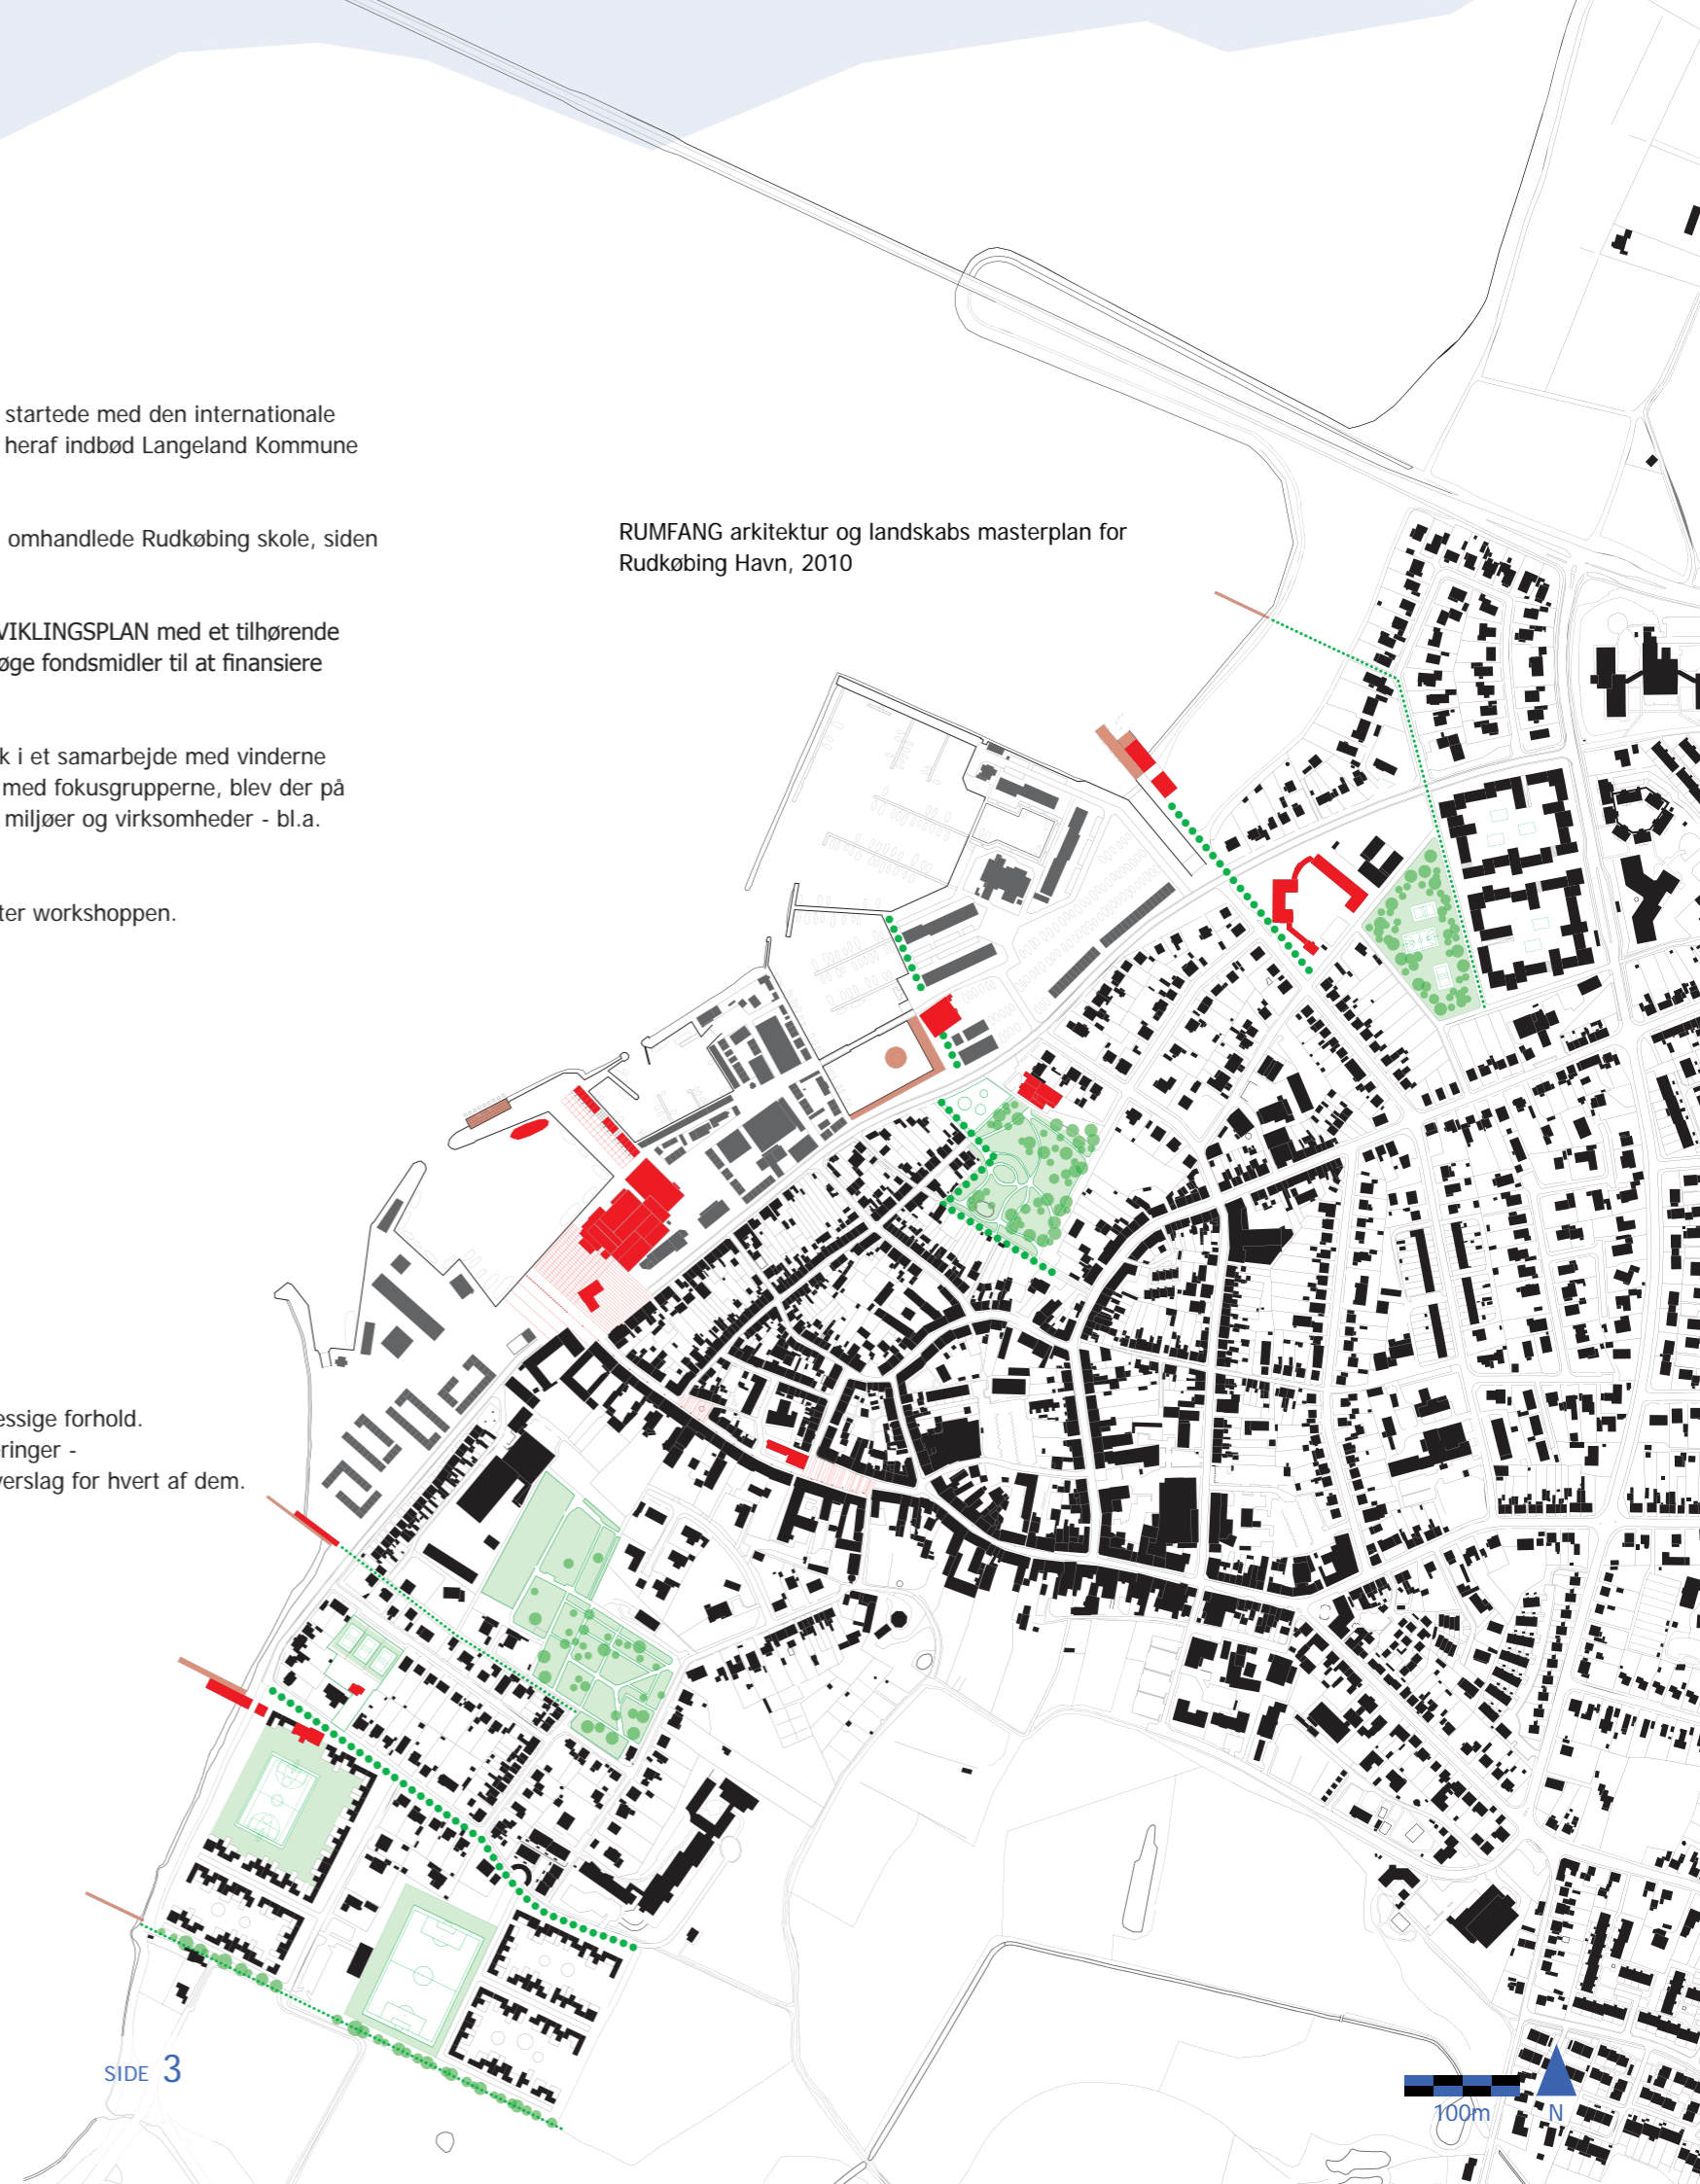 startede med den internationale
heraf indbød Langeland Kommune
omhandlede Rudkøbing skole, siden
VIKLINGSPLAN med et tilhørende
øge fondsmidler til at finansiere
k i et samarbejde med vinderne
med fokusgrupperne, blev der på
miljøer og virksomheder - bl.a.
ter workshoppen.
RUMFANG arkitektur og landskabs masterplan for
Rudkøbing Havn, 2010
essige forhold.
eringer -
verslag for hvert af dem.
SIDE 3
100m
N